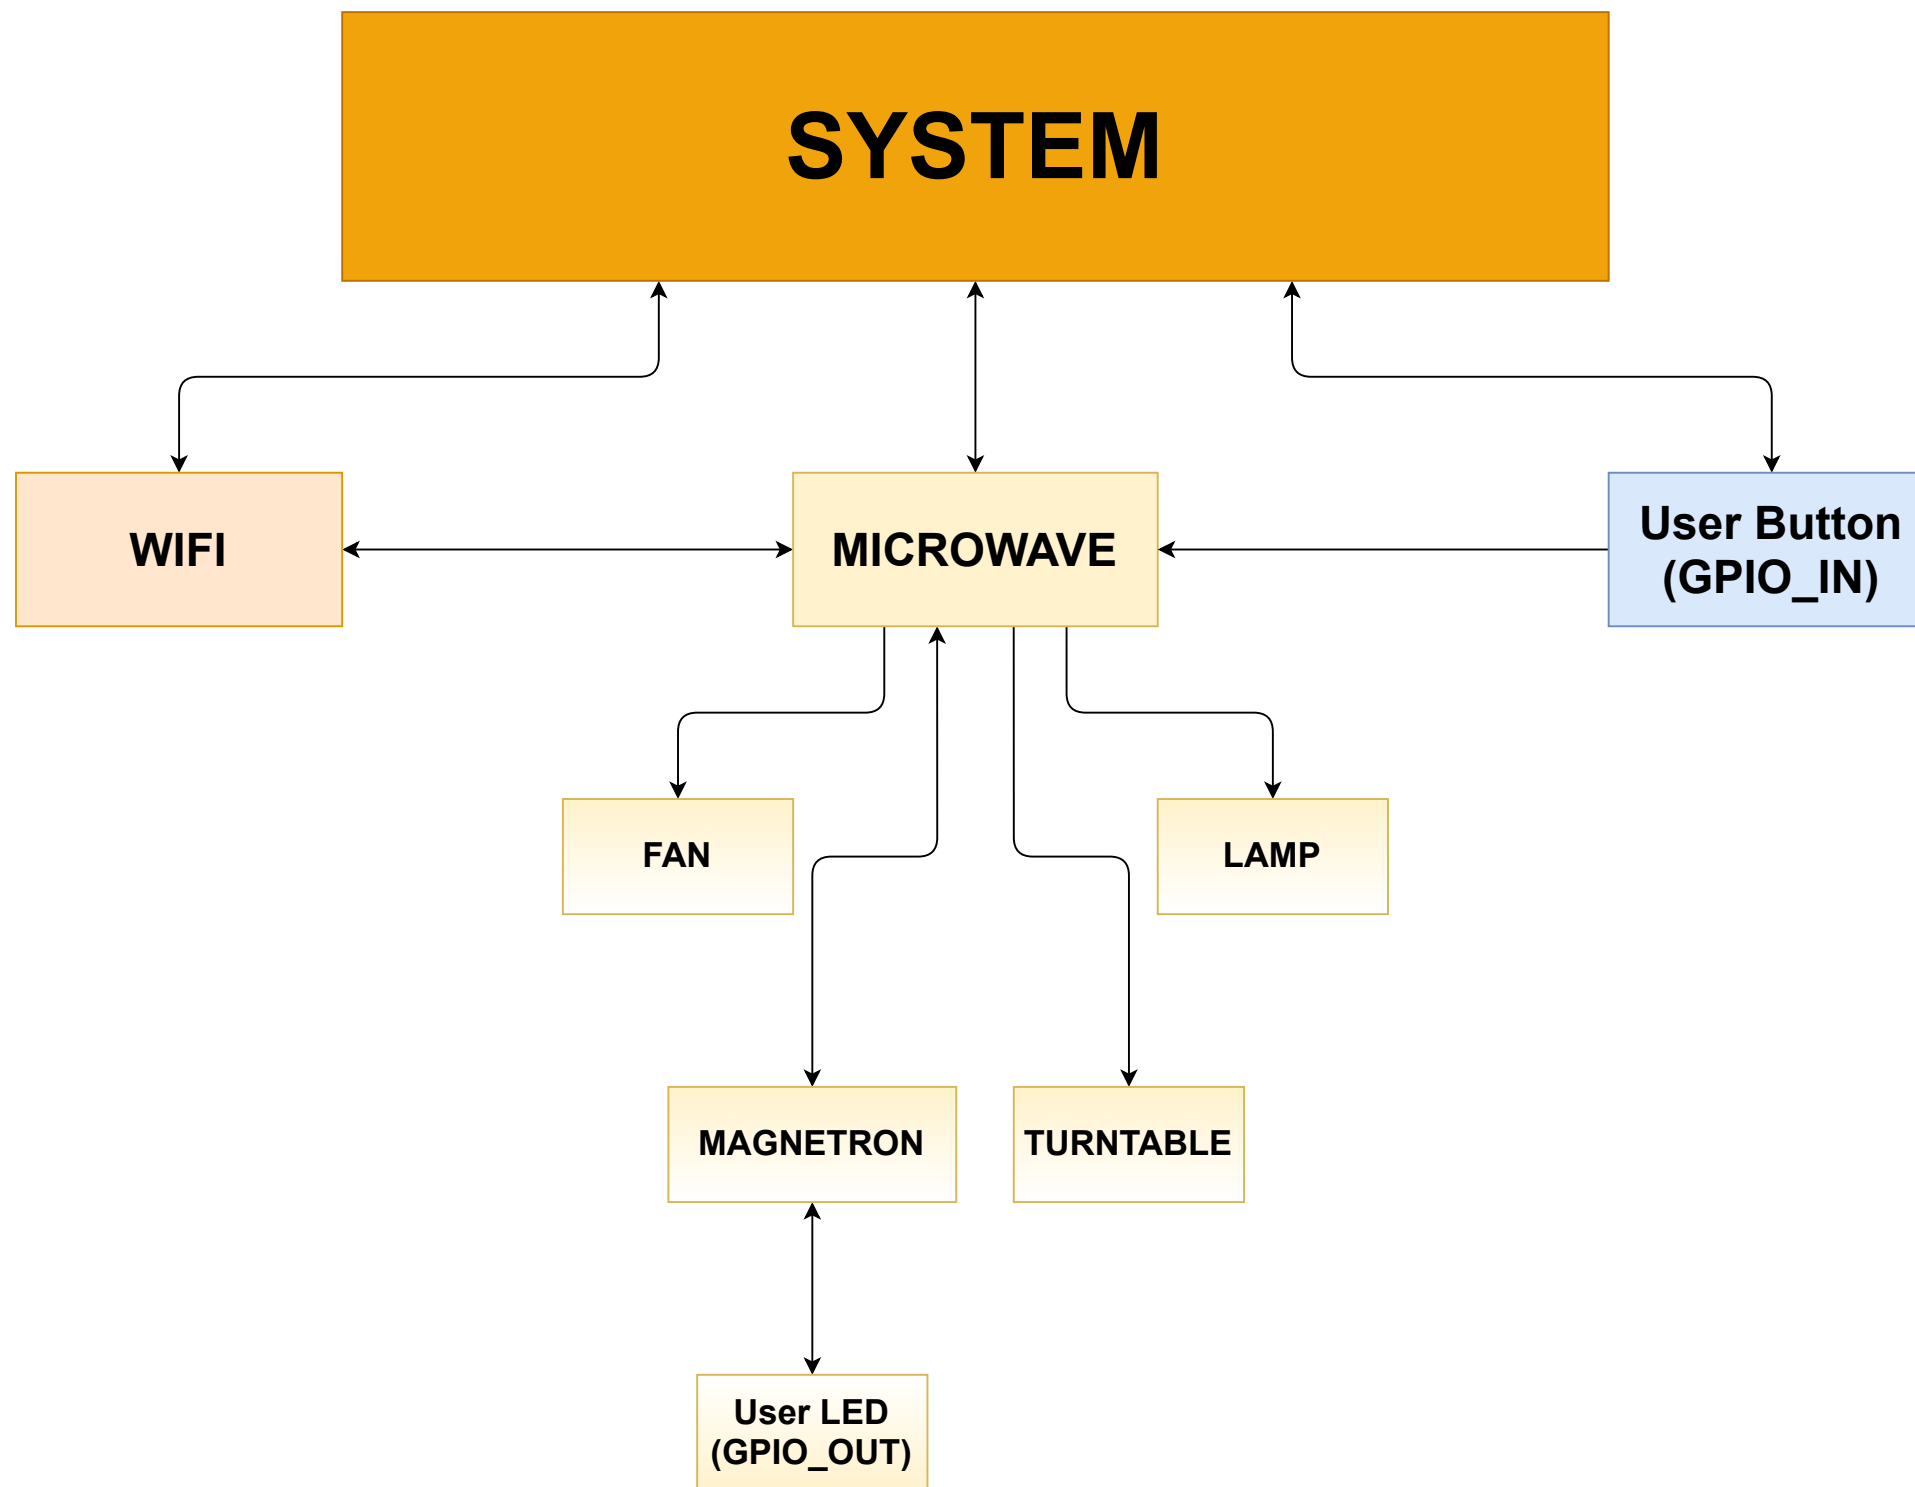 SYSTEM
WIFI
MICROWAVE
User Button
(GPIO_IN)
FAN
LAMP
MAGNETRON
TURNTABLE
User LED
(GPIO_OUT)